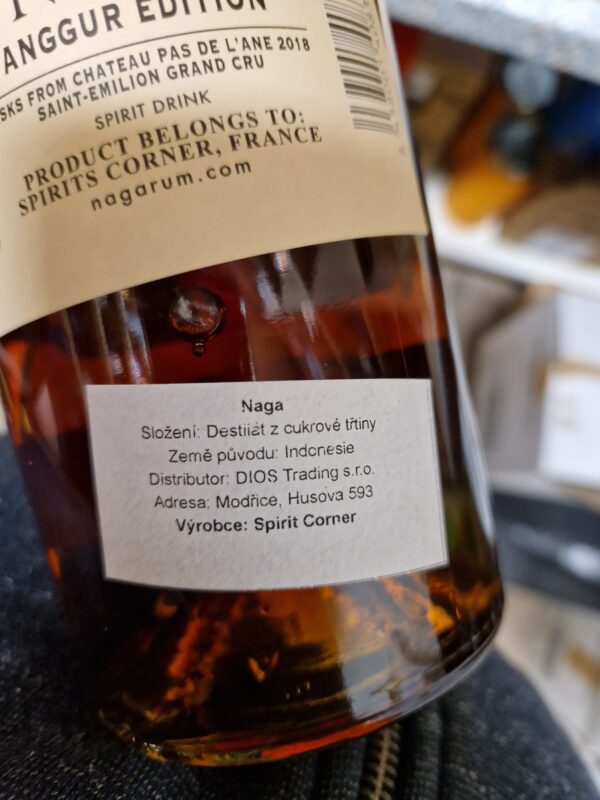 ANGGUR EDITION
FROM CHATEAU PAS DE L'ANE 2018
SAINT-EMILION GRAND CRU
SPIRIT DRINK
PRODUCT BELONGS TO:
SPIRITS CORNER, FRANCE
nagarum.com
Naga
Složení: Destilát z cukrové třtiny
Země původu: Indonesie
Distributor: DIOS Trading s.r.o.
Adresa: Modřice, Husova 593
Výrobce: Spirit Corner